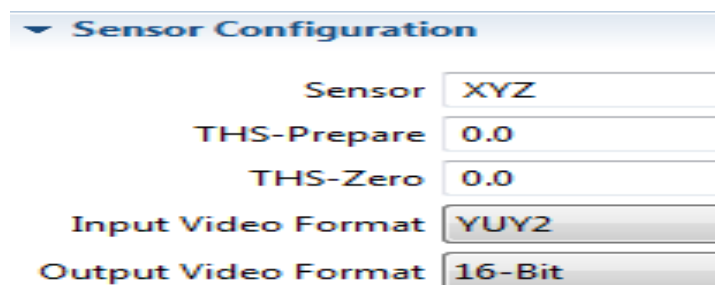 Sensor Configuration
Sensor XYZ
THS-Prepare 0.0
THS-Zero 0.0
Input Video Format YUY2
Output Video Format 16-Bit